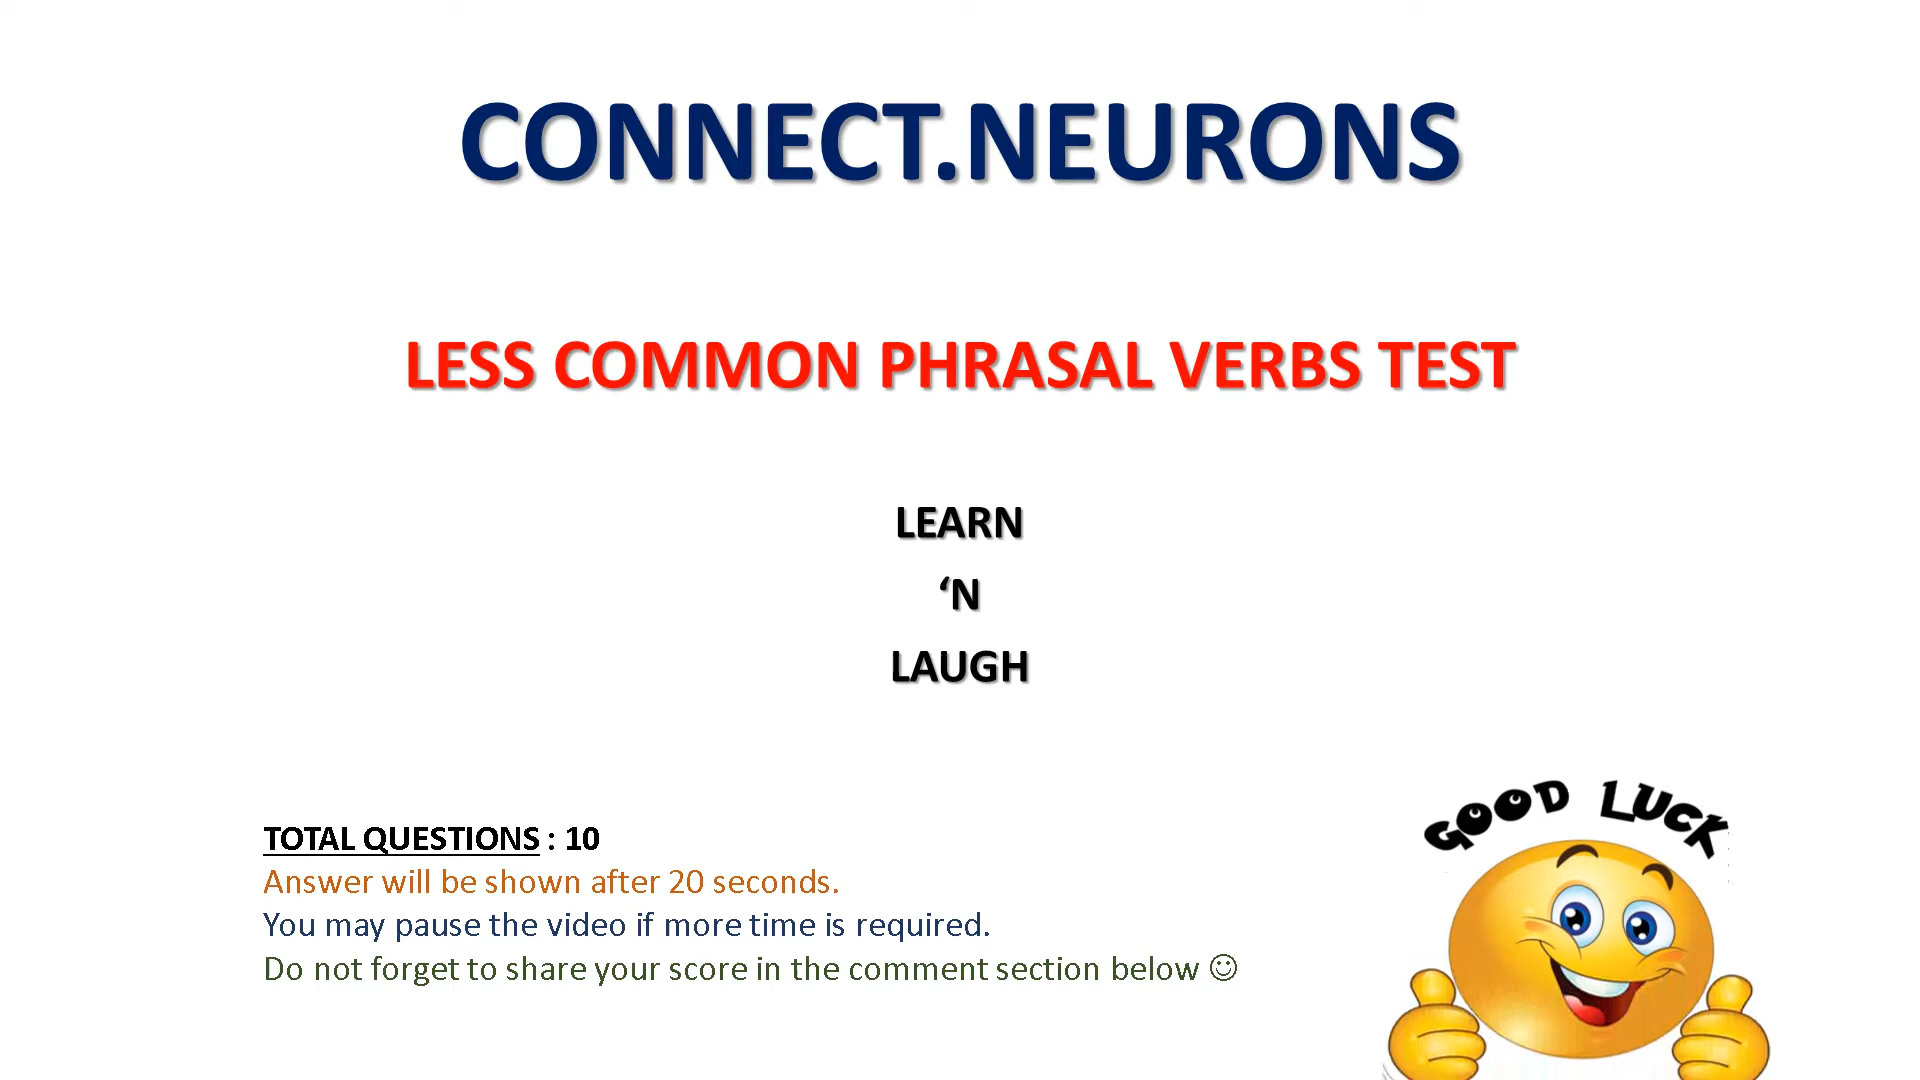 CONNECT.NEURONS
LESS COMMON PHRASAL VERBS TEST
LEARN
‘N
LAUGH
GOOD LUCK
TOTAL QUESTIONS : 10
Answer will be shown after 20 seconds.
You may pause the video if more time is required.
Do not forget to share your score in the comment section below ☺